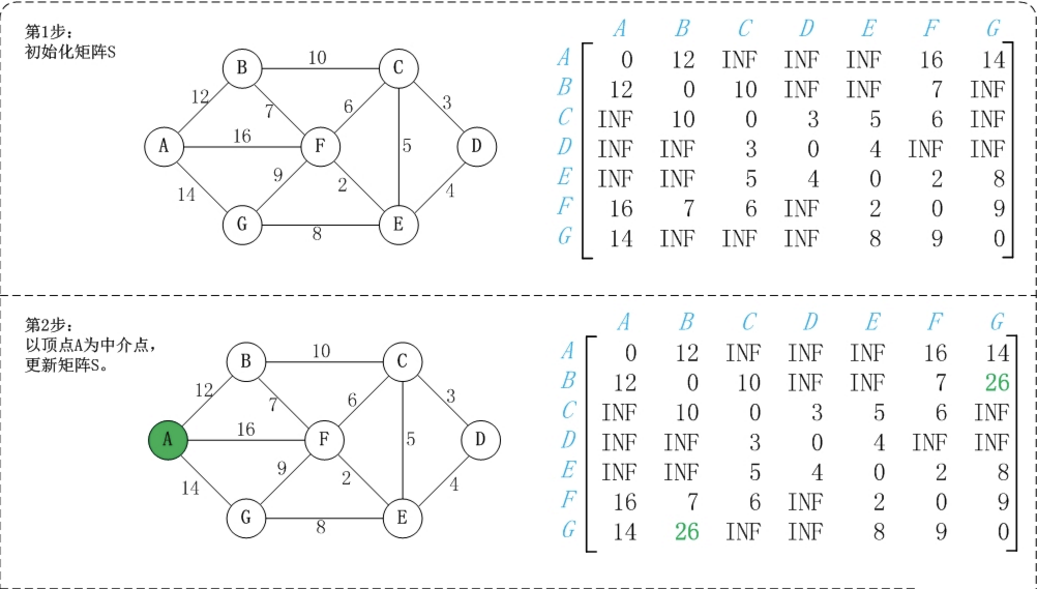 第1步:
初始化矩阵S
A B C D E F G
A 0 12 INF INF INF 16 14
B 12 0 10 INF INF 7 INF
C INF 10 0 3 5 6 INF
D INF INF 3 0 4 INF INF
E INF INF 5 4 0 2 8
F 16 7 6 INF 2 0 9
G 14 INF INF INF 8 9 0
10
B C
12 7 6 3
16
A F 5 D
14 9 2 4
G E
8
第2步:
以顶点A为中介点,
更新矩阵S。
A B C D E F G
A 0 12 INF INF INF 16 14
B 12 0 10 INF INF 7 26
C INF 10 0 3 5 6 INF
D INF INF 3 0 4 INF INF
E INF INF 5 4 0 2 8
F 16 7 6 INF 2 0 9
G 14 26 INF INF 8 9 0
10
B C
12 7 6 3
16
A F 5 D
14 9 2 4
G E
8